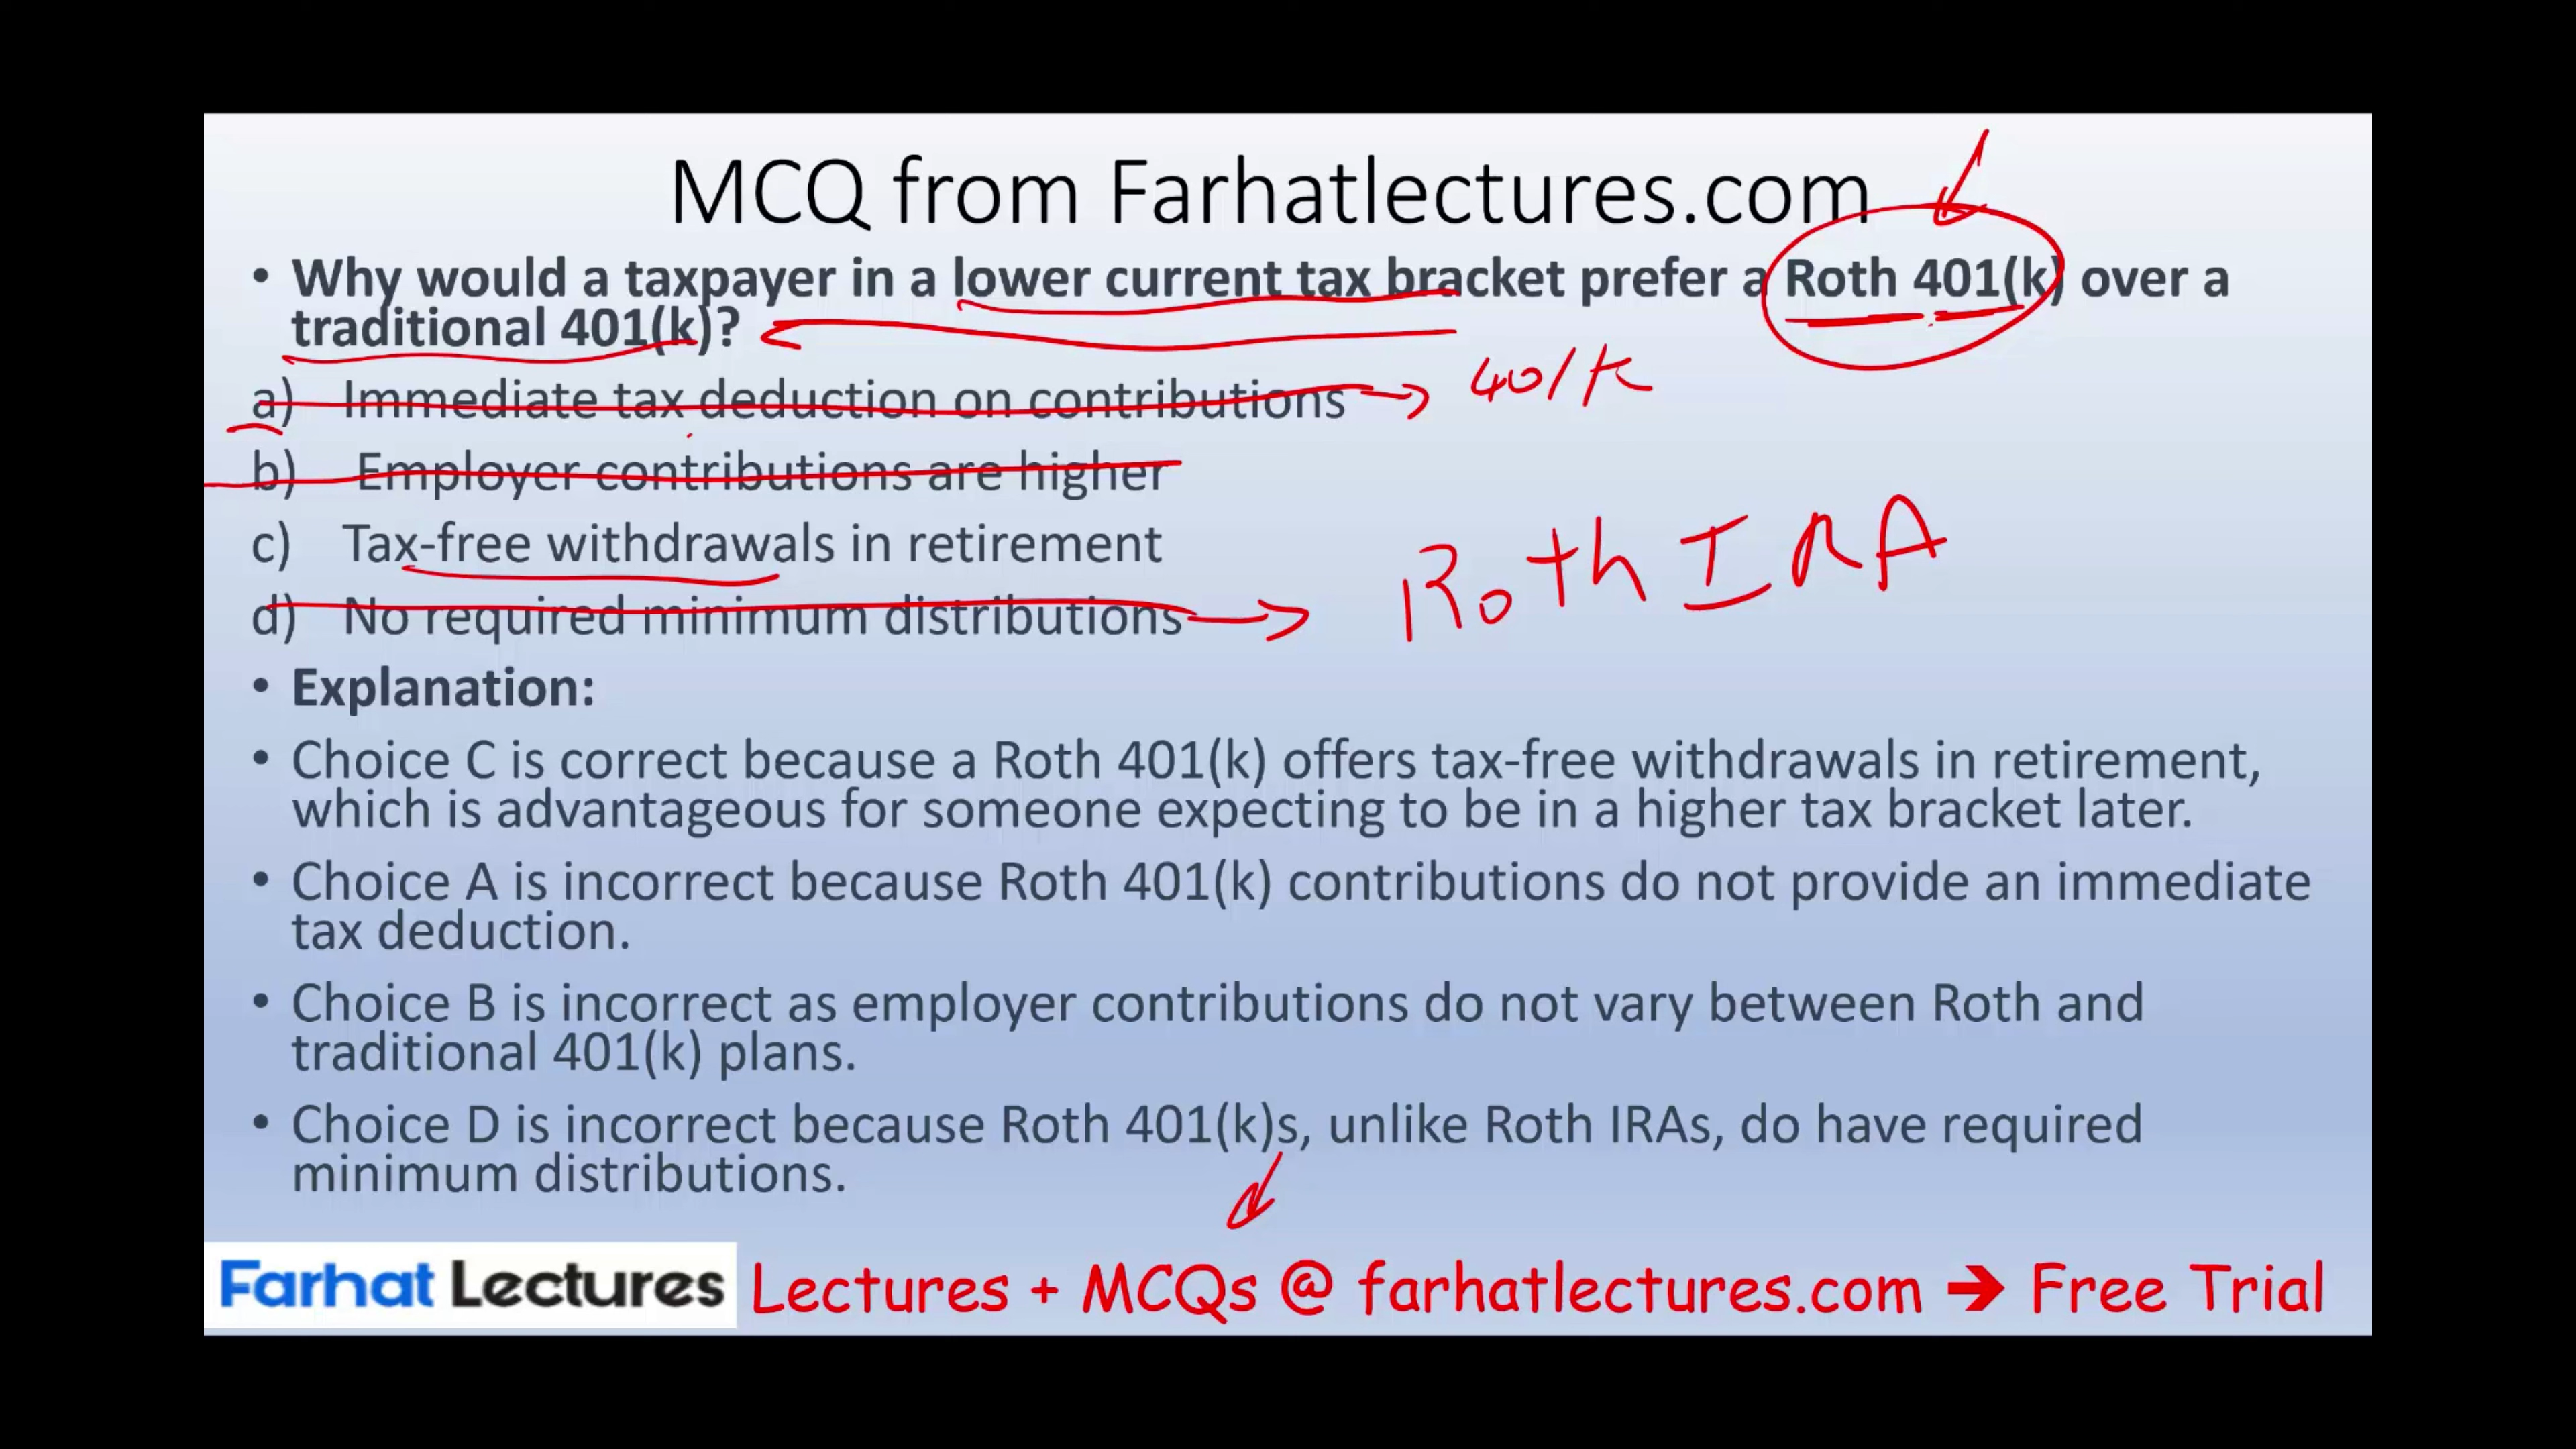 MCQ from Farhatlectures.com
• Why would a taxpayer in a lower current tax bracket prefer a Roth 401(k) over a
traditional 401(k)?
a) Immediate tax deduction on contributions
401k
b) Employer contributions are higher
c) Tax-free withdrawals in retirement
Roth IRA
d) No required minimum distributions
• Explanation:
• Choice C is correct because a Roth 401(k) offers tax-free withdrawals in retirement,
which is advantageous for someone expecting to be in a higher tax bracket later.
• Choice A is incorrect because Roth 401(k) contributions do not provide an immediate
tax deduction.
• Choice B is incorrect as employer contributions do not vary between Roth and
traditional 401(k) plans.
• Choice D is incorrect because Roth 401(k)s, unlike Roth IRAs, do have required
minimum distributions.
Farhat Lectures Lectures + MCQs @ farhatlectures.com ➔ Free Trial